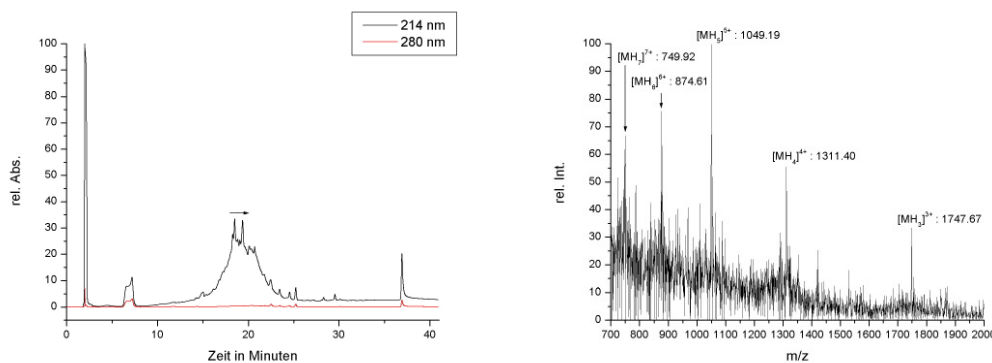 214 nm
280 nm
100
90
80
70
60
50
40
30
20
10
0
rel. Abs.
0 10 20 30 40
Zeit in Minuten
[MH₅]⁵⁺ : 1049.19
[MH₇]⁷⁺ : 749.92
[MH₆]⁶⁺ : 874.61
[MH₄]⁴⁺ : 1311.40
[MH₃]³⁺ : 1747.67
100
90
80
70
60
50
40
30
20
10
0
rel. Int.
700 800 900 1000 1100 1200 1300 1400 1500 1600 1700 1800 1900 2000
m/z